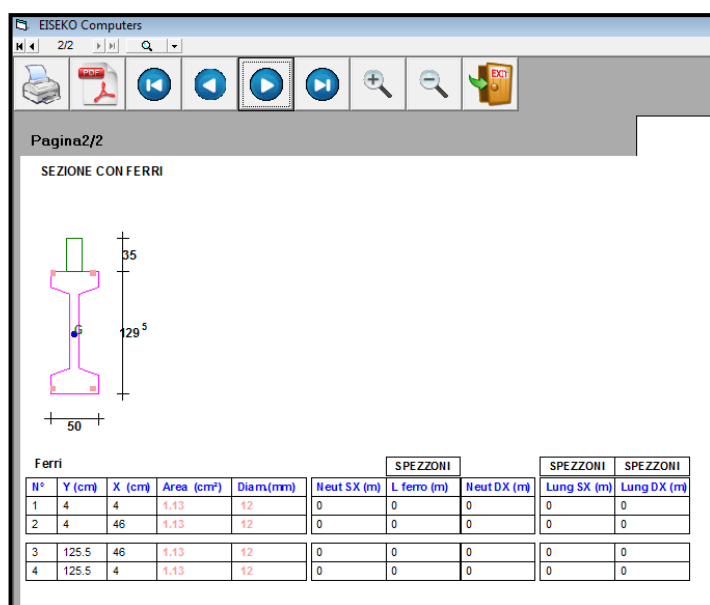 EISEKO Computers
2/2
PDF
EXIT
Pagina2/2
SEZIONE CON FERRI
35
G
129 5
50
Ferri SPEZZONI SPEZZONI SPEZZONI
N° Y (cm) X (cm) Area (cm²) Diam.(mm) Neut SX (m) L ferro (m) Neut DX (m) Lung SX (m) Lung DX (m)
1 4 4 1.13 12 0 0 0 0 0
2 4 46 1.13 12 0 0 0 0 0
3 125.5 46 1.13 12 0 0 0 0 0
4 125.5 4 1.13 12 0 0 0 0 0